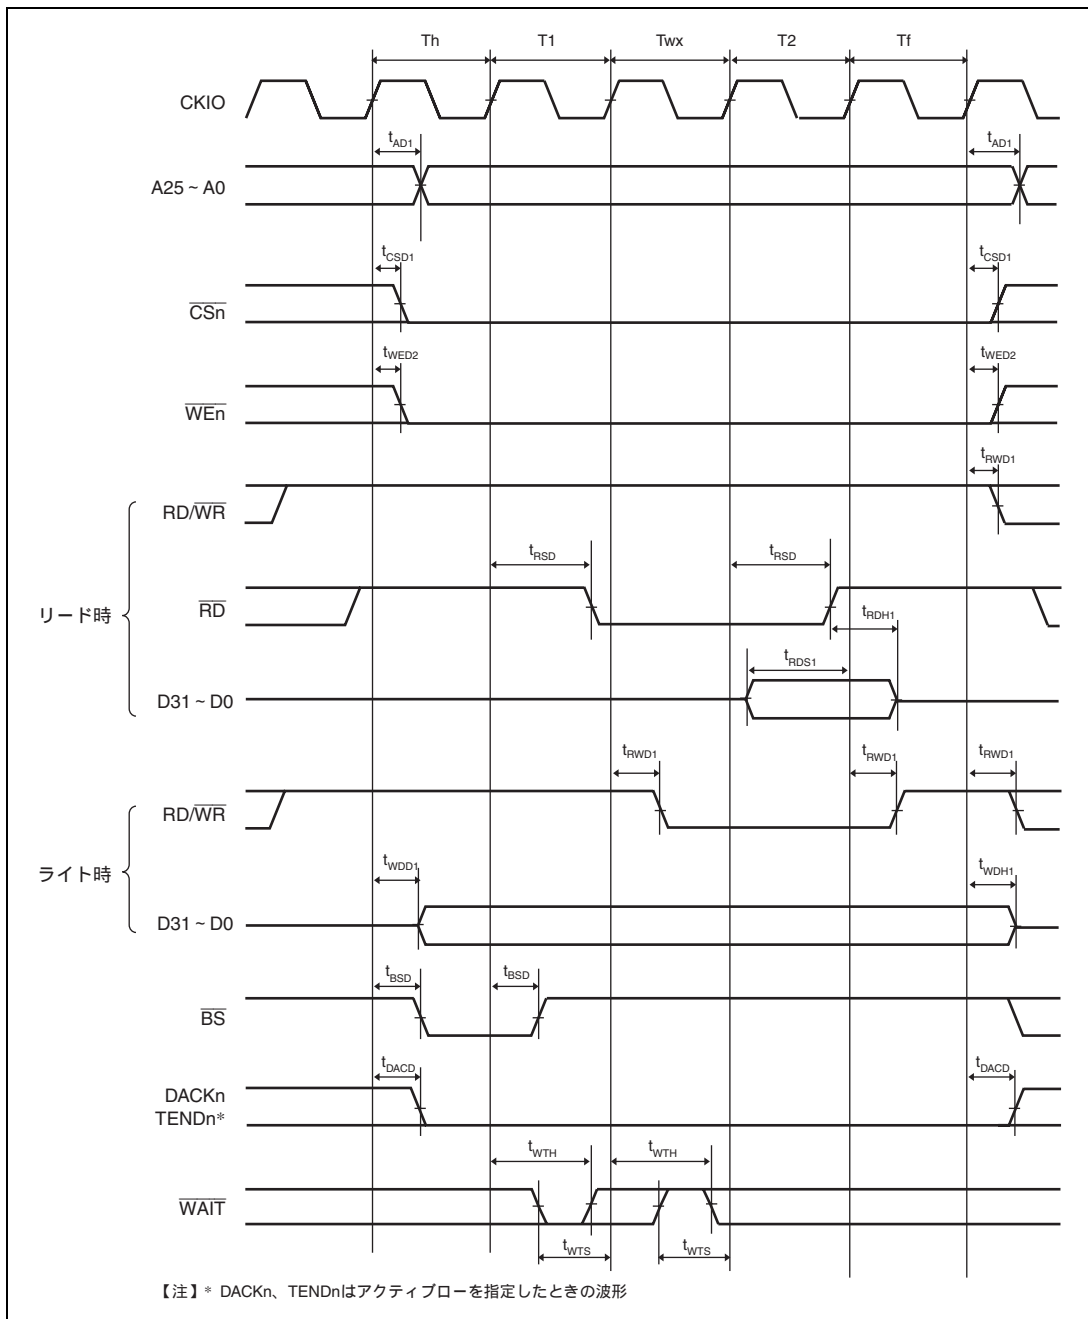 Th T1 Twx T2 Tf
CKIO
tAD1 tAD1
A25 ~ A0
tCSD1 tCSD1
CSn
tWED2 tWED2
WEn
tRWD1
RD/WR
tRSD tRSD
リード時
RD
tRDH1
tRDS1
D31 ~ D0
tRWD1 tRWD1 tRWD1
RD/WR
ライト時
tWDD1 tWDH1
D31 ~ D0
tBSD tBSD
BS
tDACD tDACD
DACKn
TENDn*
tWTH tWTH
WAIT
tWTS tWTS
【注】* DACKn、TENDnはアクティブローを指定したときの波形